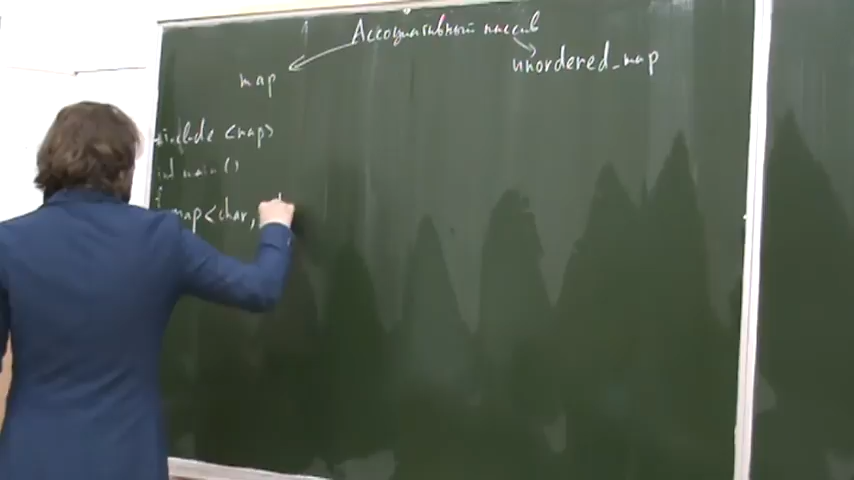 Ассоциативный массив
map unordered_map
#include <map>
int main ()
{
map<char,